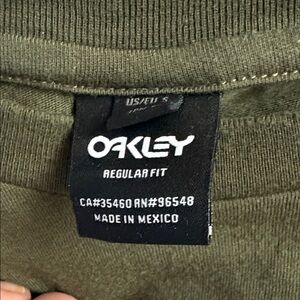 US/EU S
OAKLEY
REGULAR FIT
CA#35460 RN#96548
MADE IN MEXICO